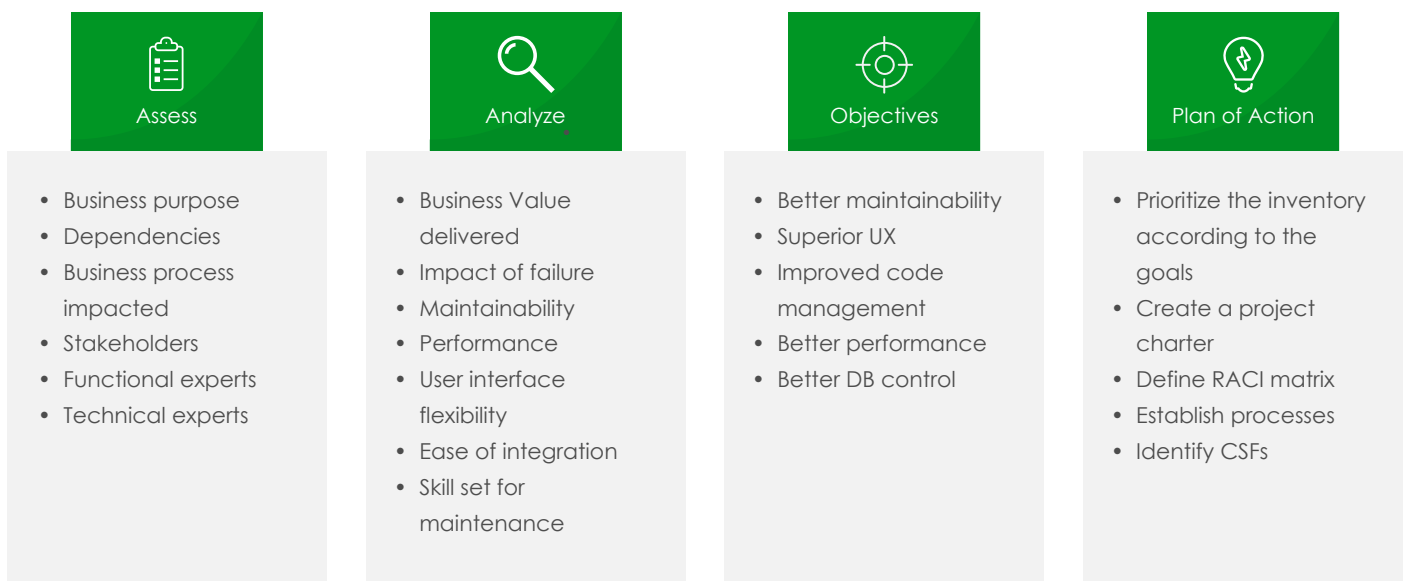 Assess
• Business purpose
• Dependencies
• Business process
impacted
• Stakeholders
• Functional experts
• Technical experts
Analyze
• Business Value
delivered
• Impact of failure
• Maintainability
• Performance
• User interface
flexibility
• Ease of integration
• Skill set for
maintenance
Objectives
• Better maintainability
• Superior UX
• Improved code
management
• Better performance
• Better DB control
Plan of Action
• Prioritize the inventory
according to the
goals
• Create a project
charter
• Define RACI matrix
• Establish processes
• Identify CSFs